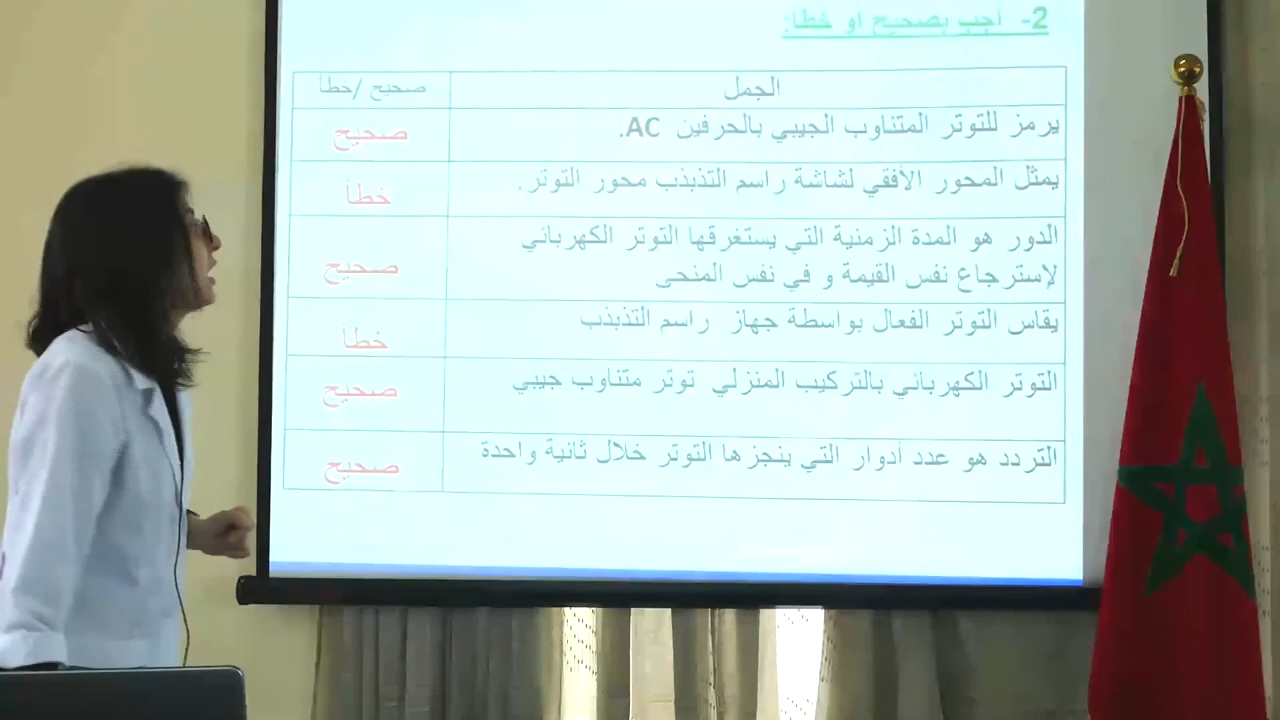 2- أجب بصحيح أو خطأ:
الجمل
صحيح /خطأ
يرمز للتوتر المتناوب الجيبي بالحرفين AC.
صحيح
يمثل المحور الأفقي لشاشة راسم التذبذب محور التوتر.
خطأ
الدور هو المدة الزمنية التي يستغرقها التوتر الكهربائي
لإسترجاع نفس القيمة و في نفس المنحى
صحيح
يقاس التوتر الفعال بواسطة جهاز راسم التذبذب
خطأ
التوتر الكهربائي بالتركيب المنزلي توتر متناوب جيبي
صحيح
التردد هو عدد أدوار التي ينجزها التوتر خلال ثانية واحدة
صحيح